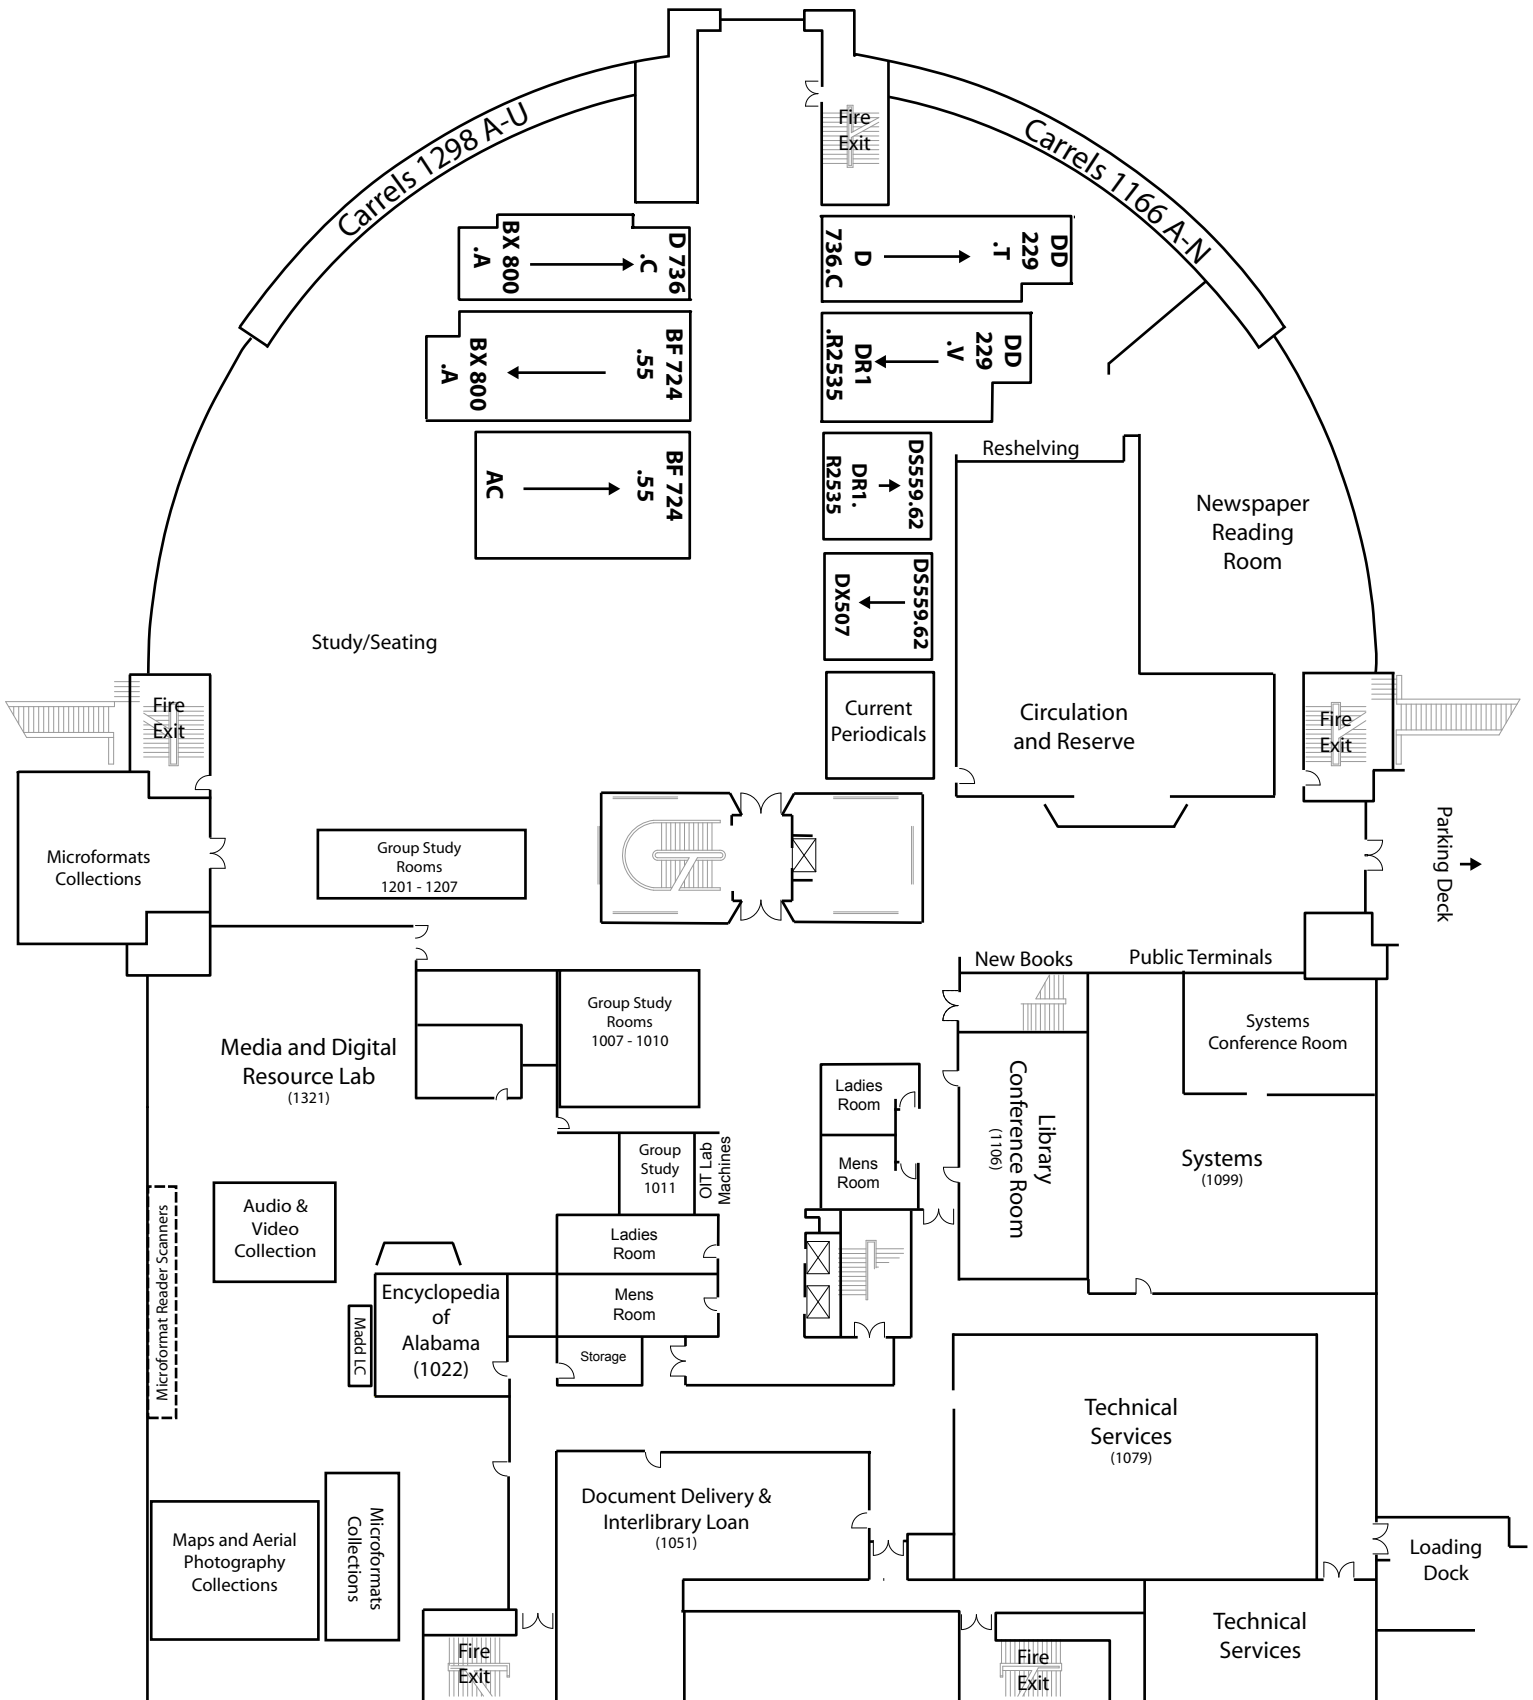 Carrels 1298 A-U
Fire
Exit
Carrels 1166 A-N
BX 800
.A
D 736
.C
D
736.C
DD
229
.T
BX 800
.A
BF 724
.55
DR1
.R2535
DD
229
.V
AC
BF 724
.55
DR1.
R2535
DS559.62
Reshelving
Newspaper
Reading
Room
DX507
DS559.62
Study/Seating
Fire
Exit
Current
Periodicals
Circulation
and Reserve
Fire
Exit
Microformats
Collections
Group Study
Rooms
1201 - 1207
Parking Deck
New Books
Public Terminals
Group Study
Rooms
1007 - 1010
Systems
Conference Room
Media and Digital
Resource Lab
(1321)
Ladies
Room
Mens
Room
Library
Conference Room
(1106)
Systems
(1099)
Group
Study
1011
OIT Lab
Machines
Microformat Reader Scanners
Audio &
Video
Collection
Ladies
Room
Mens
Room
Encyclopedia
of
Alabama
(1022)
Madd LC
Storage
Technical
Services
(1079)
Document Delivery &
Interlibrary Loan
(1051)
Maps and Aerial
Photography
Collections
Microformats
Collections
Loading
Dock
Technical
Services
Fire
Exit
Fire
Exit